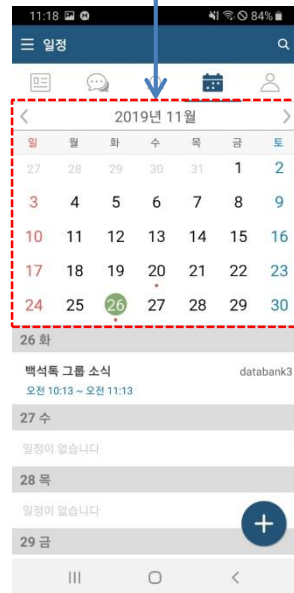 11:18 84%
일정
2019년 11월
일 월 화 수 목 금 토
27 28 29 30 31 1 2
3 4 5 6 7 8 9
10 11 12 13 14 15 16
17 18 19 20 21 22 23
24 25 26 27 28 29 30
26 화
백석톡 그룹 소식 databank3
오전 10:13 ~ 오전 11:13
27 수
일정이 없습니다
28 목
일정이 없습니다
29 금